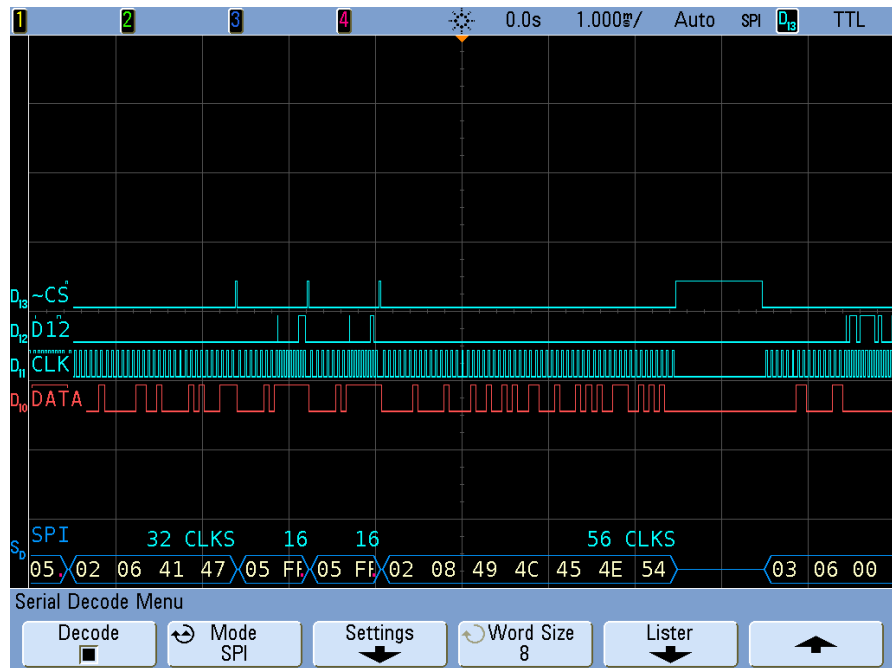 1 2 3 4 0.0s 1.000㎳/ Auto SPI D13 TTL
D13 ~CS
D12 D12
D11 CLK
D10 DATA
SPI 32 CLKS 16 16 56 CLKS
SD
05 02 06 41 47 05 FF 05 FF 02 08 49 4C 45 4E 54 03 06 00
Serial Decode Menu
Decode Mode Settings Word Size Lister
SPI 8